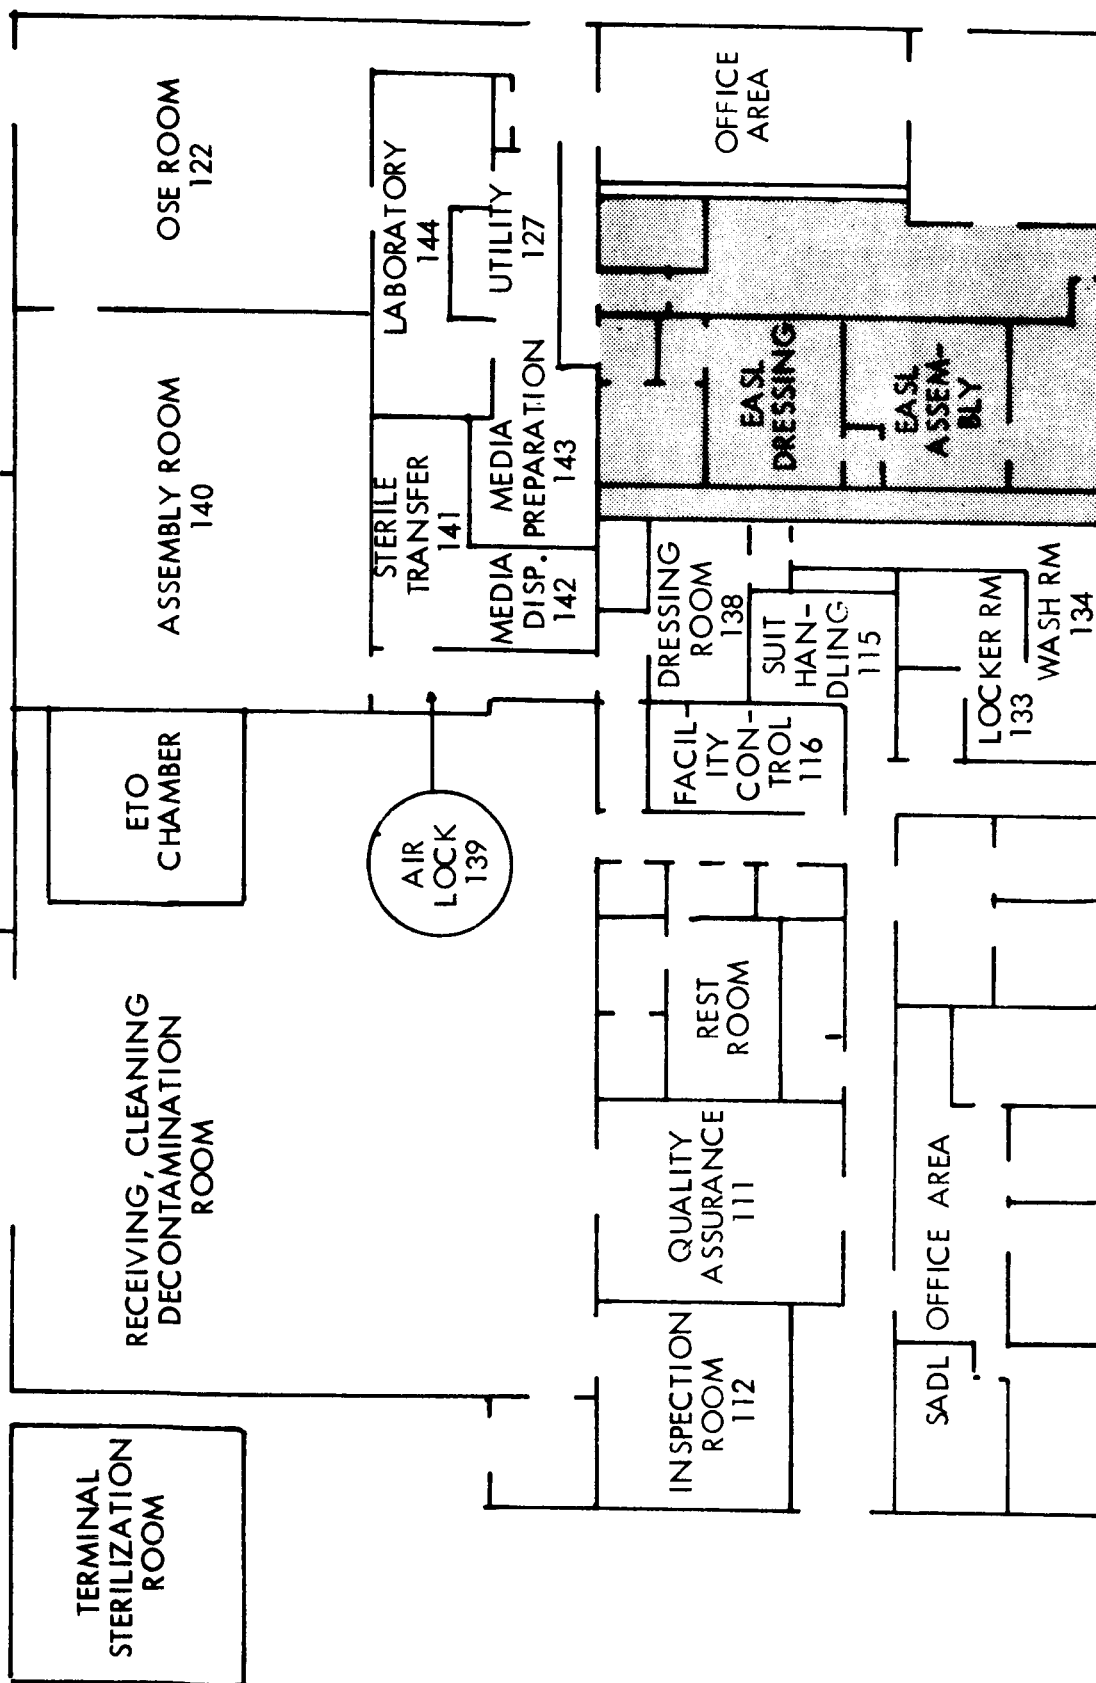 TERMINAL
STERILIZATION
ROOM
RECEIVING, CLEANING
DECONTAMINATION
ROOM
ETO
CHAMBER
ASSEMBLY ROOM
140
OSE ROOM
122
AIR
LOCK
139
STERILE
TRANSFER
141
LABORATORY
144
MEDIA
DISP.
142
MEDIA
PREPARATION
143
UTILITY
127
INSPECTION
ROOM
112
QUALITY
ASSURANCE
111
REST
ROOM
FACIL-
ITY
CON-
TROL
116
DRESSING
ROOM
138
SUIT
HAN-
DLING
115
EASL
DRESSING
EASL
ASSEM-
BLY
OFFICE
AREA
SADL OFFICE AREA
LOCKER RM
133
WASH RM
134